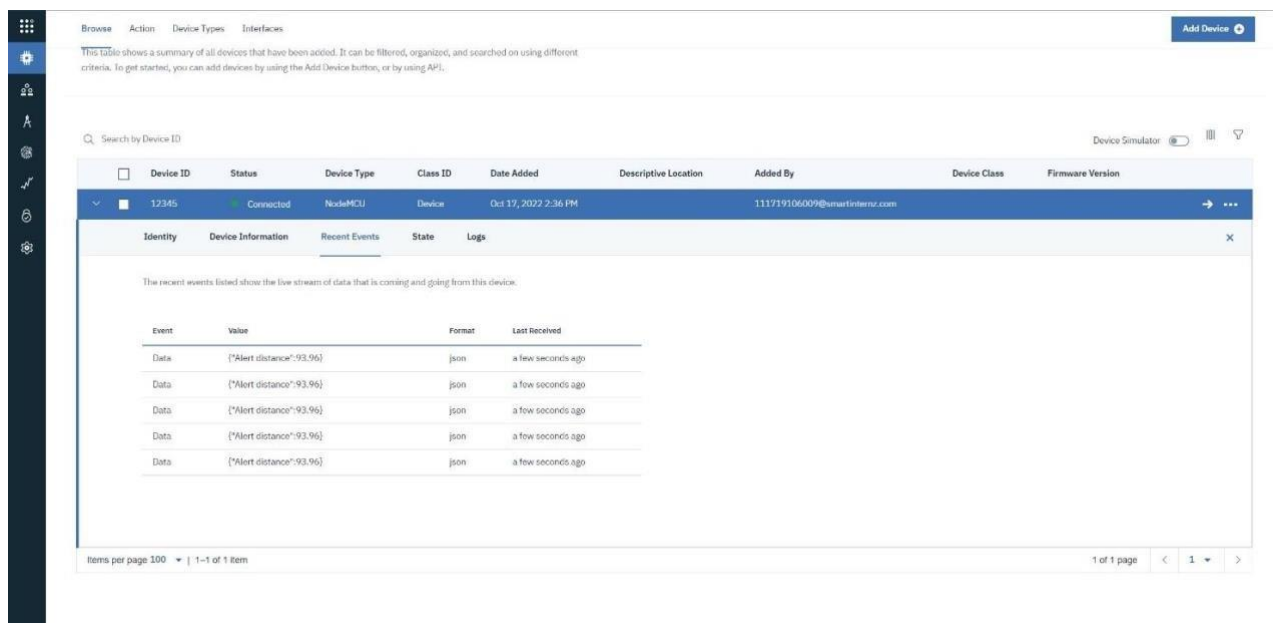 Browse Action Device Types Interfaces
Add Device
This table shows a summary of all devices that have been added. It can be filtered, organized, and searched on using different
criteria. To get started, you can add devices by using the Add Device button, or by using API.
Search by Device ID
Device Simulator
Device ID Status Device Type Class ID Date Added Descriptive Location Added By Device Class Firmware Version
12345 Connected NodeMCU Device Oct 17, 2022 2:36 PM 111719106009@smartinternz.com
Identity Device Information Recent Events State Logs
The recent events listed show the live stream of data that is coming and going from this device.
Event Value Format Last Received
Data {"Alert distance":93.96} json a few seconds ago
Data {"Alert distance":93.96} json a few seconds ago
Data {"Alert distance":93.96} json a few seconds ago
Data {"Alert distance":93.96} json a few seconds ago
Data {"Alert distance":93.96} json a few seconds ago
Items per page 100 | 1–1 of 1 item
1 of 1 page 1